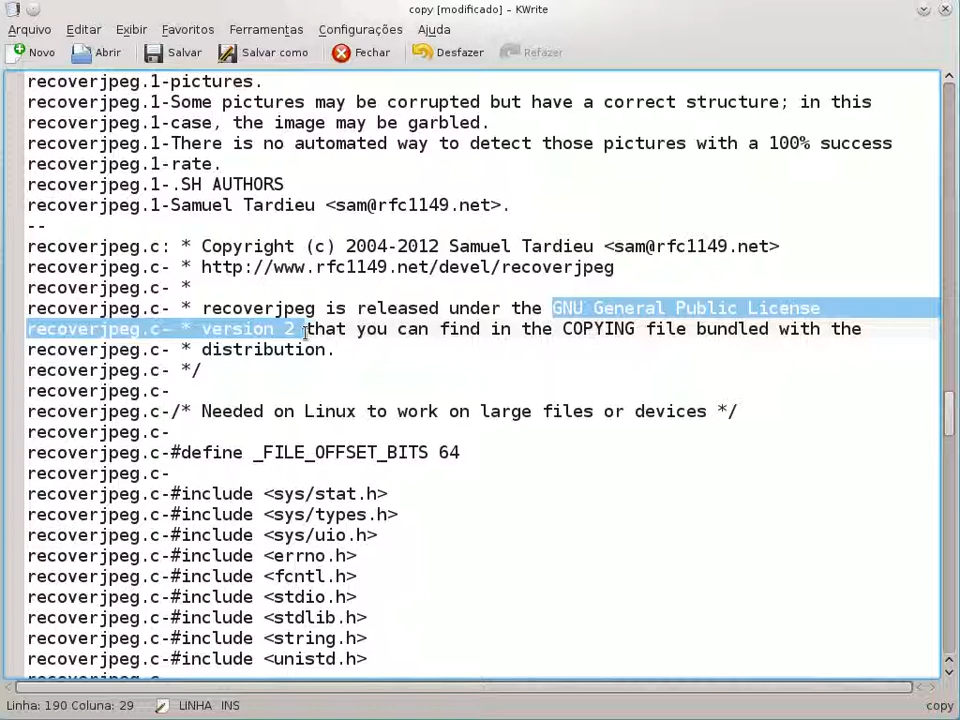 copy [modificado] – KWrite
Arquivo Editar Exibir Favoritos Ferramentas Configurações Ajuda
Novo Abrir Salvar Salvar como Fechar Desfazer Refazer
recoverjpeg.1-pictures.
recoverjpeg.1-Some pictures may be corrupted but have a correct structure; in this
recoverjpeg.1-case, the image may be garbled.
recoverjpeg.1-There is no automated way to detect those pictures with a 100% success
recoverjpeg.1-rate.
recoverjpeg.1-.SH AUTHORS
recoverjpeg.1-Samuel Tardieu <sam@rfc1149.net>.
--
recoverjpeg.c: * Copyright (c) 2004-2012 Samuel Tardieu <sam@rfc1149.net>
recoverjpeg.c- * http://www.rfc1149.net/devel/recoverjpeg
recoverjpeg.c- *
recoverjpeg.c- * recoverjpeg is released under the GNU General Public License
recoverjpeg.c- * version 2 that you can find in the COPYING file bundled with the
recoverjpeg.c- * distribution.
recoverjpeg.c- */
recoverjpeg.c-
recoverjpeg.c-/* Needed on Linux to work on large files or devices */
recoverjpeg.c-
recoverjpeg.c-#define _FILE_OFFSET_BITS 64
recoverjpeg.c-
recoverjpeg.c-#include <sys/stat.h>
recoverjpeg.c-#include <sys/types.h>
recoverjpeg.c-#include <sys/uio.h>
recoverjpeg.c-#include <errno.h>
recoverjpeg.c-#include <fcntl.h>
recoverjpeg.c-#include <stdio.h>
recoverjpeg.c-#include <stdlib.h>
recoverjpeg.c-#include <string.h>
recoverjpeg.c-#include <unistd.h>
Linha: 190 Coluna: 29 LINHA INS copy